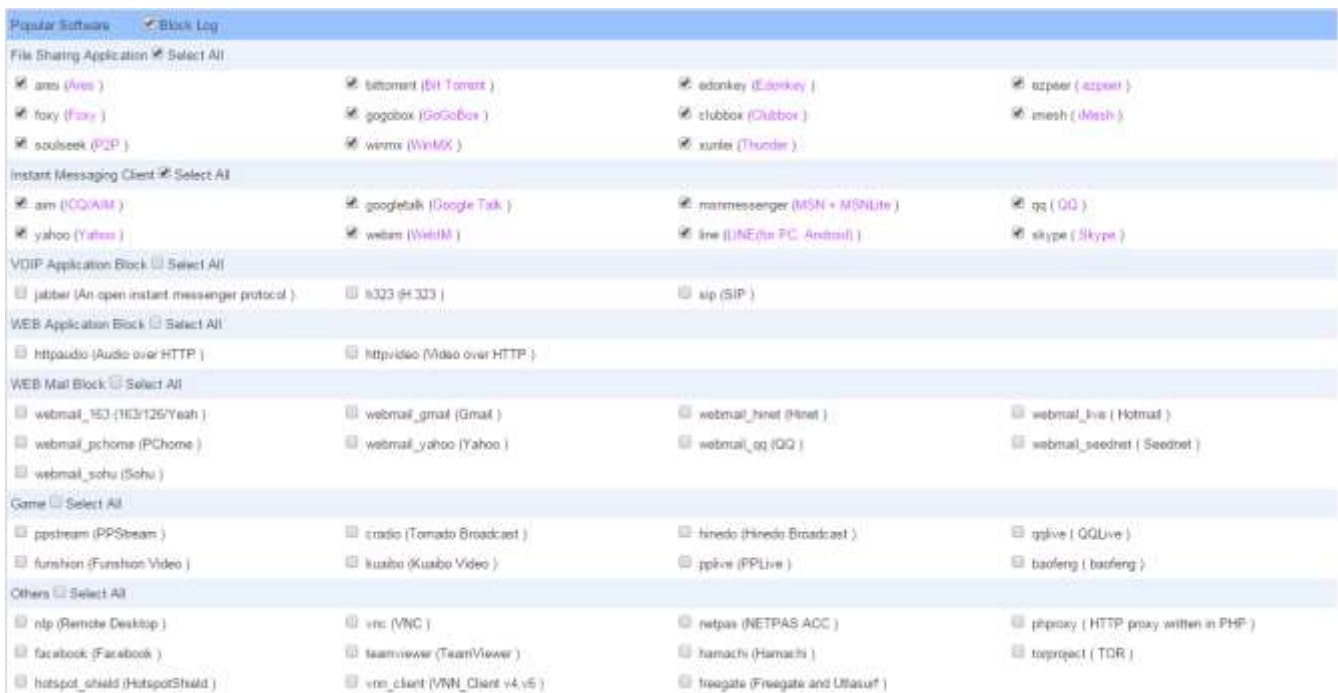 Popular Software Block Log
File Sharing Application Select All
ares (Ares ) bittorrent (Bit Torrent ) edonkey (Edonkey ) ezpeer ( ezpeer )
foxy (Foxy ) gogobox (GoGoBox ) clubbox (Clubbox ) imesh ( iMesh )
soulseek (P2P ) winmx (WinMX ) xunlei (Thunder )
Instant Messaging Client Select All
aim (ICQ/AIM ) googletalk (Google Talk ) msnmessenger (MSN + MSNLite ) qq ( QQ )
yahoo (Yahoo ) webim (WebIM ) line (LINE(for PC, Android) ) skype ( Skype )
VOIP Application Block Select All
jabber (An open instant messenger protocol ) h323 (H.323 ) sip (SIP )
WEB Application Block Select All
httpaudio (Audio over HTTP ) httpvideo (Video over HTTP )
WEB Mail Block Select All
webmail_163 (163/126/Yeah ) webmail_gmail (Gmail ) webmail_hinet (Hinet ) webmail_live ( Hotmail )
webmail_pchome (PChome ) webmail_yahoo (Yahoo ) webmail_qq (QQ ) webmail_seednet ( Seednet )
webmail_sohu (Sohu )
Game Select All
ppstream (PPStream ) cradio (Tornado Broadcast ) hinedo (Hinedo Broadcast ) qqlive ( QQLive )
funshion (Funshion Video ) kuaibo (Kuaibo Video ) pplive (PPLive ) baofeng ( baofeng )
Others Select All
rdp (Remote Desktop ) vnc (VNC ) netpas (NETPAS ACC ) phproxy ( HTTP proxy written in PHP )
facebook (Facebook ) teamviewer (TeamViewer ) hamachi (Hamachi ) torproject ( TOR )
hotspot_shield (HotspotShield ) vnn_client (VNN_Client v4,v6 ) freegate (Freegate and Utlasurf )